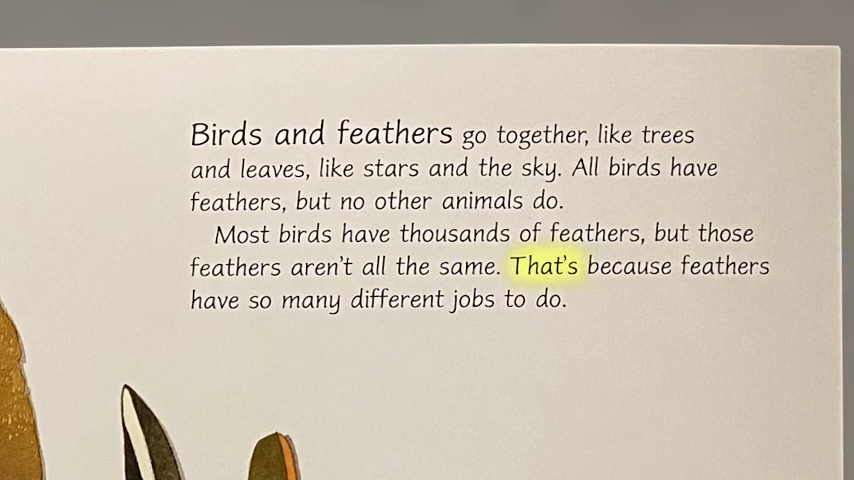 Birds and feathers go together, like trees
and leaves, like stars and the sky. All birds have
feathers, but no other animals do.
Most birds have thousands of feathers, but those
feathers aren't all the same. That's because feathers
have so many different jobs to do.